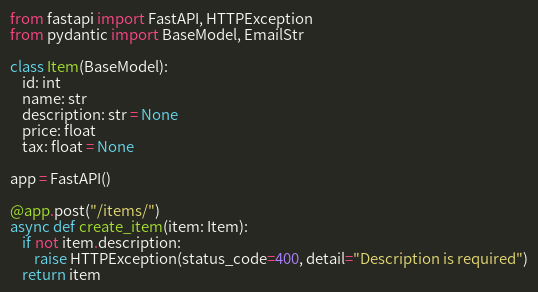 from fastapi import FastAPI, HTTPException
from pydantic import BaseModel, EmailStr

class Item(BaseModel):
    id: int
    name: str
    description: str = None
    price: float
    tax: float = None

app = FastAPI()

@app.post("/items/")
async def create_item(item: Item):
    if not item.description:
        raise HTTPException(status_code=400, detail="Description is required")
    return item